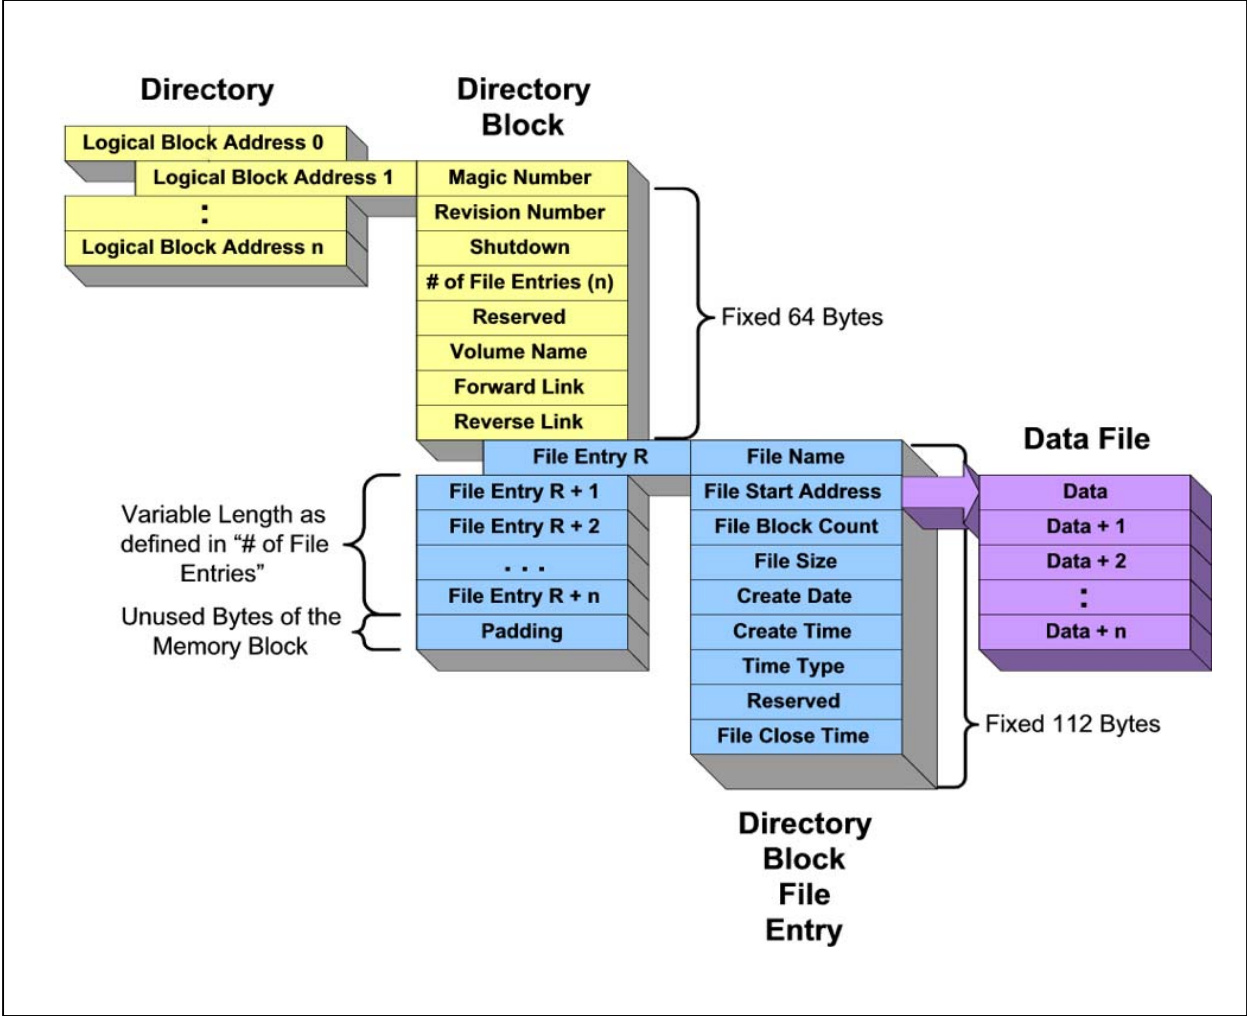 Directory
Logical Block Address 0
Logical Block Address 1
:
Logical Block Address n
Directory
Block
Magic Number
Revision Number
Shutdown
# of File Entries (n)
Reserved
Volume Name
Forward Link
Reverse Link
Fixed 64 Bytes
File Entry R
File Entry R + 1
File Entry R + 2
. . .
File Entry R + n
Padding
Variable Length as
defined in “# of File
Entries”
Unused Bytes of the
Memory Block
File Name
File Start Address
File Block Count
File Size
Create Date
Create Time
Time Type
Reserved
File Close Time
Fixed 112 Bytes
Directory
Block
File
Entry
Data File
Data
Data + 1
Data + 2
:
Data + n